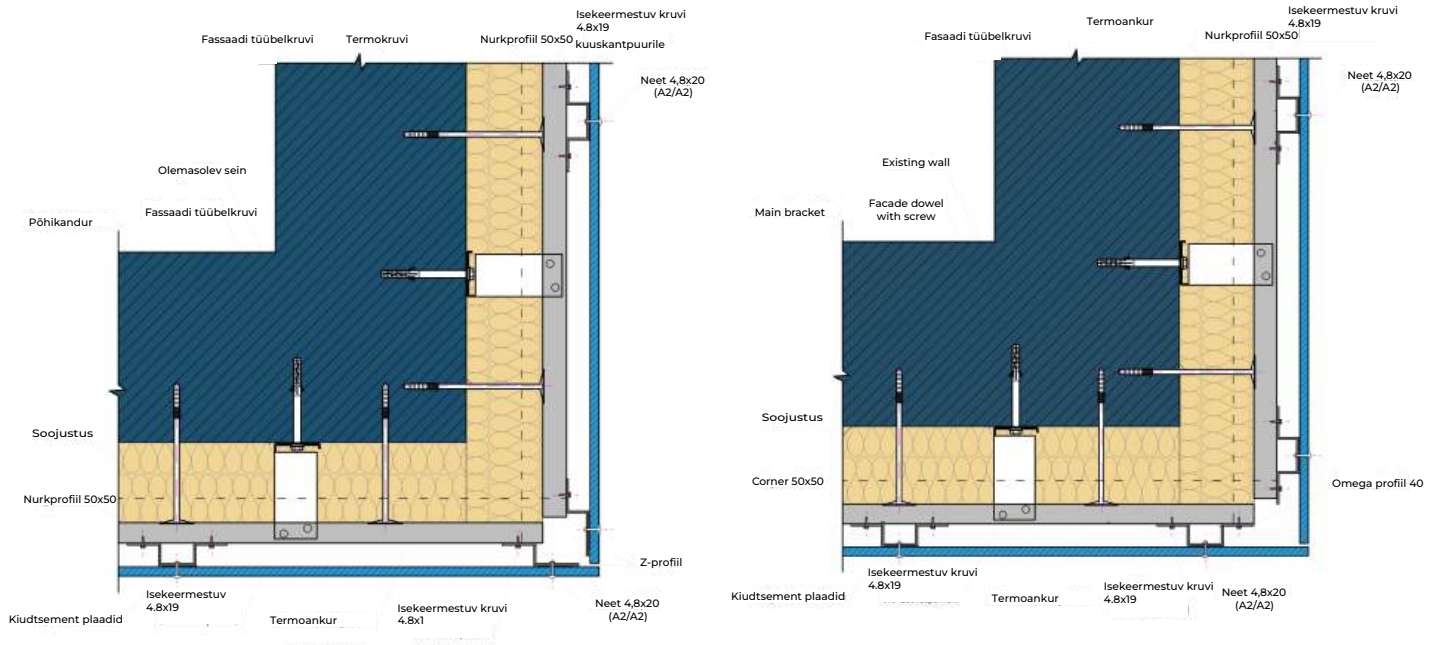 Isekeermestuv kruvi
4.8x19
kuuskantpuurile
Fassaadi tüübelkruvi
Termokruvi
Nurkprofiil 50x50
Neet 4,8x20
(A2/A2)
Olemasolev sein
Fassaadi tüübelkruvi
Põhikandur
Soojustus
Nurkprofiil 50x50
Z-profiil
Kiudtsement plaadid
Isekeermestuv
4.8x19
Termoankur
Isekeermestuv kruvi
4.8x1
Neet 4,8x20
(A2/A2)
Isekeermestuv kruvi
4.8x19
Termoankur
Fasaadi tüübelkruvi
Nurkprofiil 50x50
Neet 4,8x20
(A2/A2)
Existing wall
Main bracket
Facade dowel
with screw
Soojustus
Corner 50x50
Omega profiil 40
Kiudtsement plaadid
Isekeermestuv kruvi
4.8x19
Termoankur
Isekeermestuv kruvi
4.8x19
Neet 4,8x20
(A2/A2)